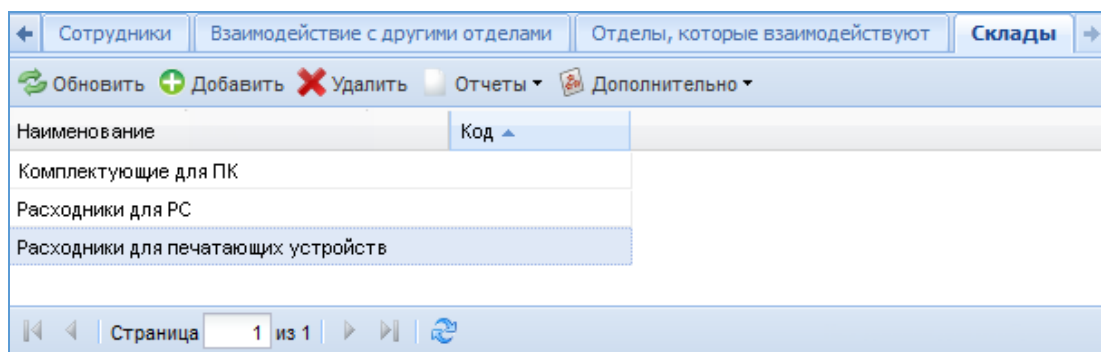 Сотрудники Взаимодействие с другими отделами Отделы, которые взаимодействуют Склады
Обновить Добавить Удалить Отчеты Дополнительно
Наименование Код
Комплектующие для ПК
Расходники для РС
Расходники для печатающих устройств
Страница 1 из 1